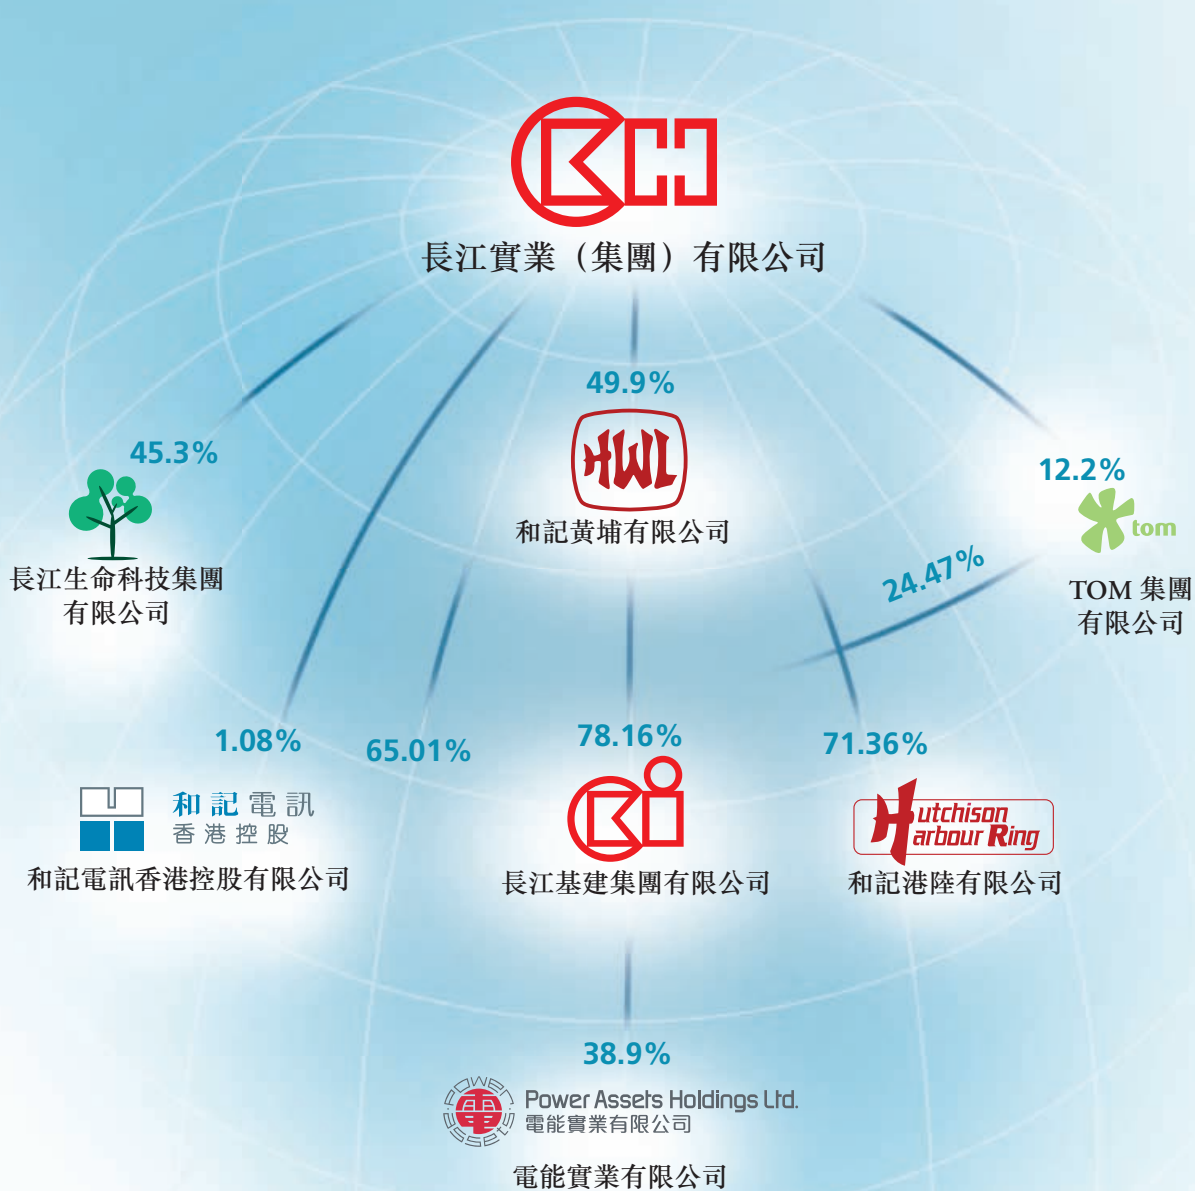 CKH
長江實業（集團）有限公司
49.9%
HWL
和記黃埔有限公司
45.3%
長江生命科技集團
有限公司
12.2%
tom
TOM 集團
有限公司
24.47%
1.08%
和記電訊
香港控股
和記電訊香港控股有限公司
65.01%
78.16%
CKI
長江基建集團有限公司
71.36%
Hutchison
Harbour Ring
和記港陸有限公司
38.9%
POWER ASSETS
電
Power Assets Holdings Ltd.
電能實業有限公司
電能實業有限公司